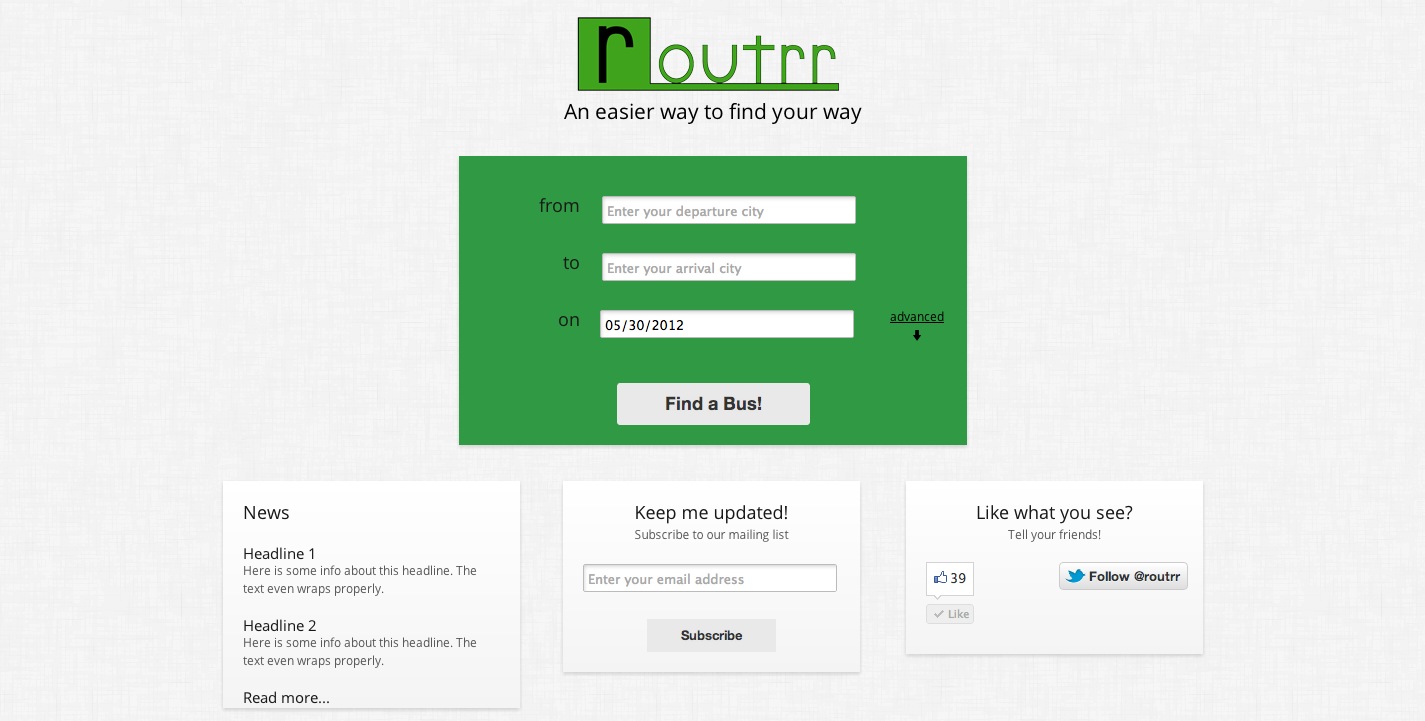 routrr
An easier way to find your way
from
Enter your departure city
to
Enter your arrival city
on
05/30/2012
advanced
Find a Bus!
News
Headline 1
Here is some info about this headline. The
text even wraps properly.
Headline 2
Here is some info about this headline. The
text even wraps properly.
Read more...
Keep me updated!
Subscribe to our mailing list
Enter your email address
Subscribe
Like what you see?
Tell your friends!
39
Like
Follow @routrr